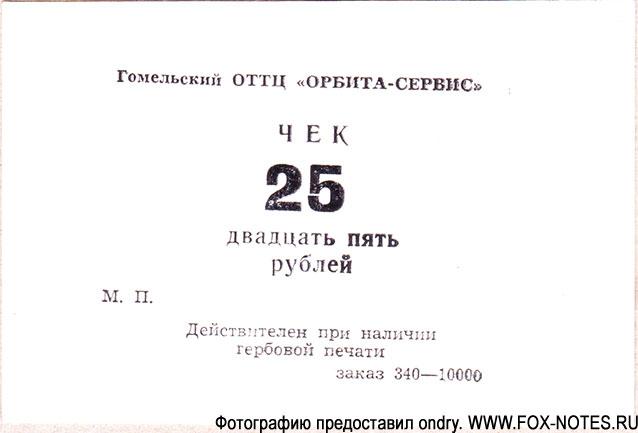 Гомельский ОТТЦ «ОРБИТА-СЕРВИС»
ЧЕК
25
двадцать пять
рублей
М. П.
Действителен при наличии
гербовой печати
заказ 340—10000
Фотографию предоставил ondry. WWW.FOX-NOTES.RU